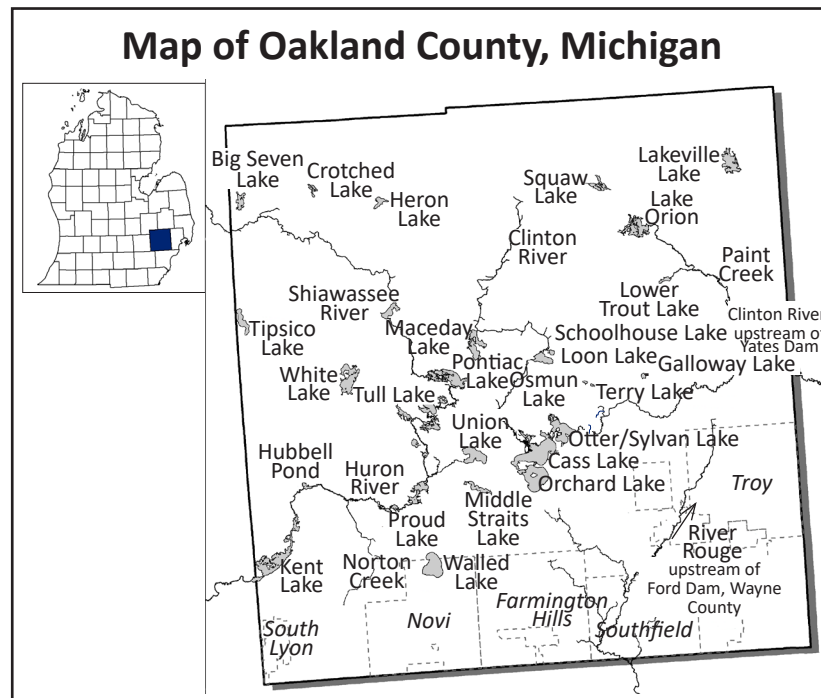 Map of Oakland County, Michigan
Big Seven
Lake
Crotched
Lake
Heron
Lake
Squaw
Lake
Lakeville
Lake
Lake
Orion
Clinton
River
Paint
Creek
Lower
Trout Lake
Shiawassee
River
Tipsico
Lake
Maceday
Lake
Schoolhouse Lake
Clinton River
upstream of
Yates Dam
Loon Lake
Galloway Lake
White
Lake
Pontiac
Lake
Osmun
Lake
Tull Lake
Terry Lake
Union
Lake
Otter/Sylvan Lake
Cass Lake
Orchard Lake
Hubbell
Pond
Huron
River
Troy
Proud
Lake
Middle
Straits
Lake
River
Rouge
upstream of
Ford Dam, Wayne
County
Kent
Lake
Norton
Creek
Walled
Lake
Farmington
Hills
South
Lyon
Novi
Southfield